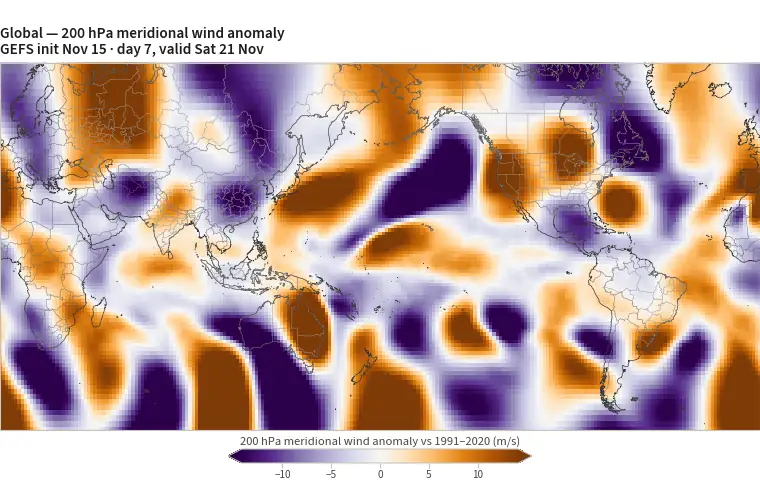 Global — 200 hPa meridional wind anomaly
GEFS init Nov 15 · day 7, valid Sat 21 Nov
200 hPa meridional wind anomaly vs 1991–2020 (m/s)
−10 −5 0 5 10